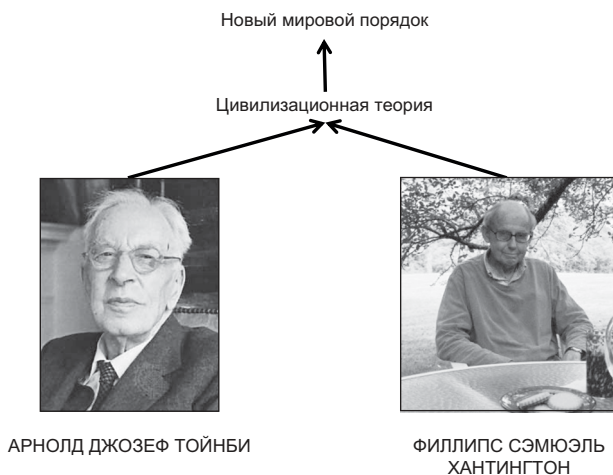 Новый мировой порядок
Цивилизационная теория
АРНОЛД ДЖОЗЕФ ТОЙНБИ
ФИЛЛИПС СЭМЮЭЛЬ
ХАНТИНГТОН